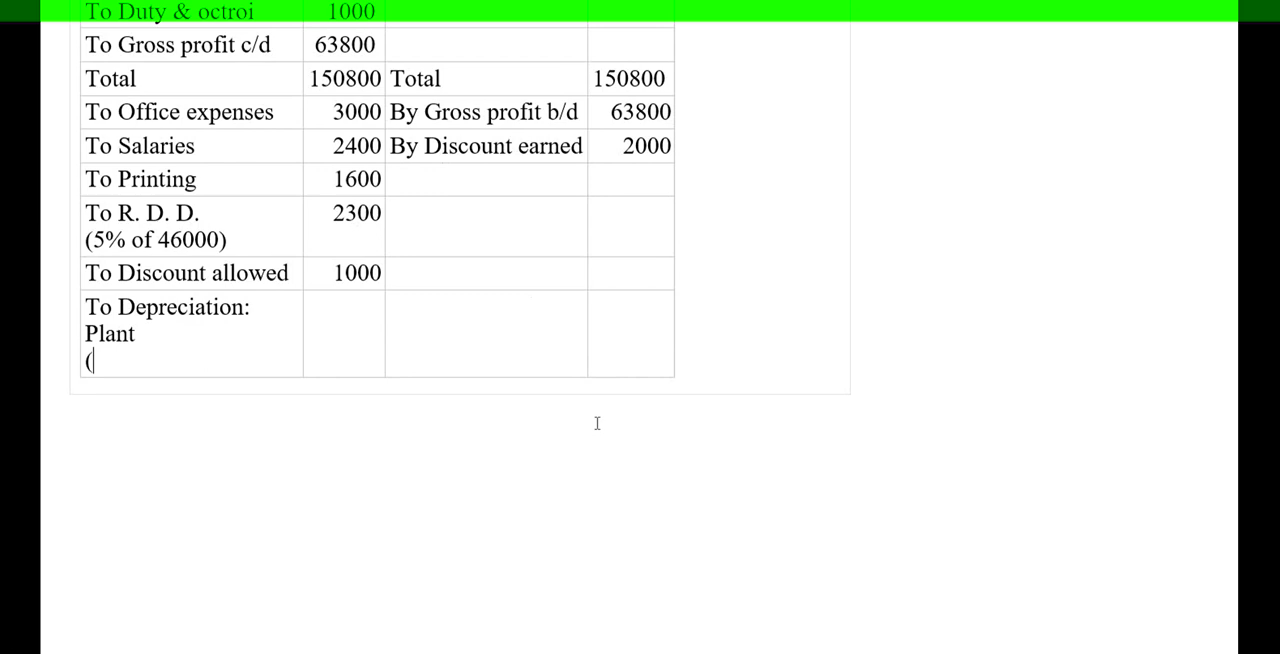 To Duty & octroi 1000
To Gross profit c/d 63800
Total 150800 Total 150800
To Office expenses 3000 By Gross profit b/d 63800
To Salaries 2400 By Discount earned 2000
To Printing 1600
To R. D. D. 2300
(5% of 46000)
To Discount allowed 1000
To Depreciation:
Plant
(